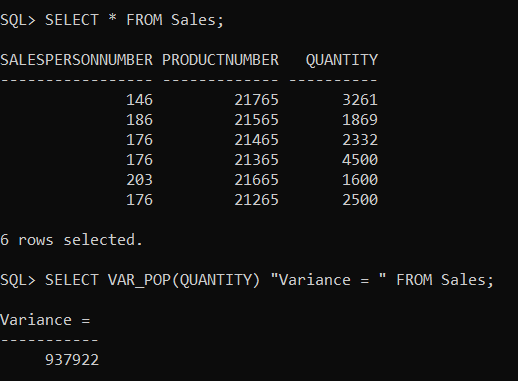 SQL> SELECT * FROM Sales;
SALESPERSONNUMBER PRODUCTNUMBER QUANTITY
----------------- ------------- ----------
146 21765 3261
186 21565 1869
176 21465 2332
176 21365 4500
203 21665 1600
176 21265 2500
6 rows selected.
SQL> SELECT VAR_POP(QUANTITY) "Variance = " FROM Sales;
Variance =
-----------
937922